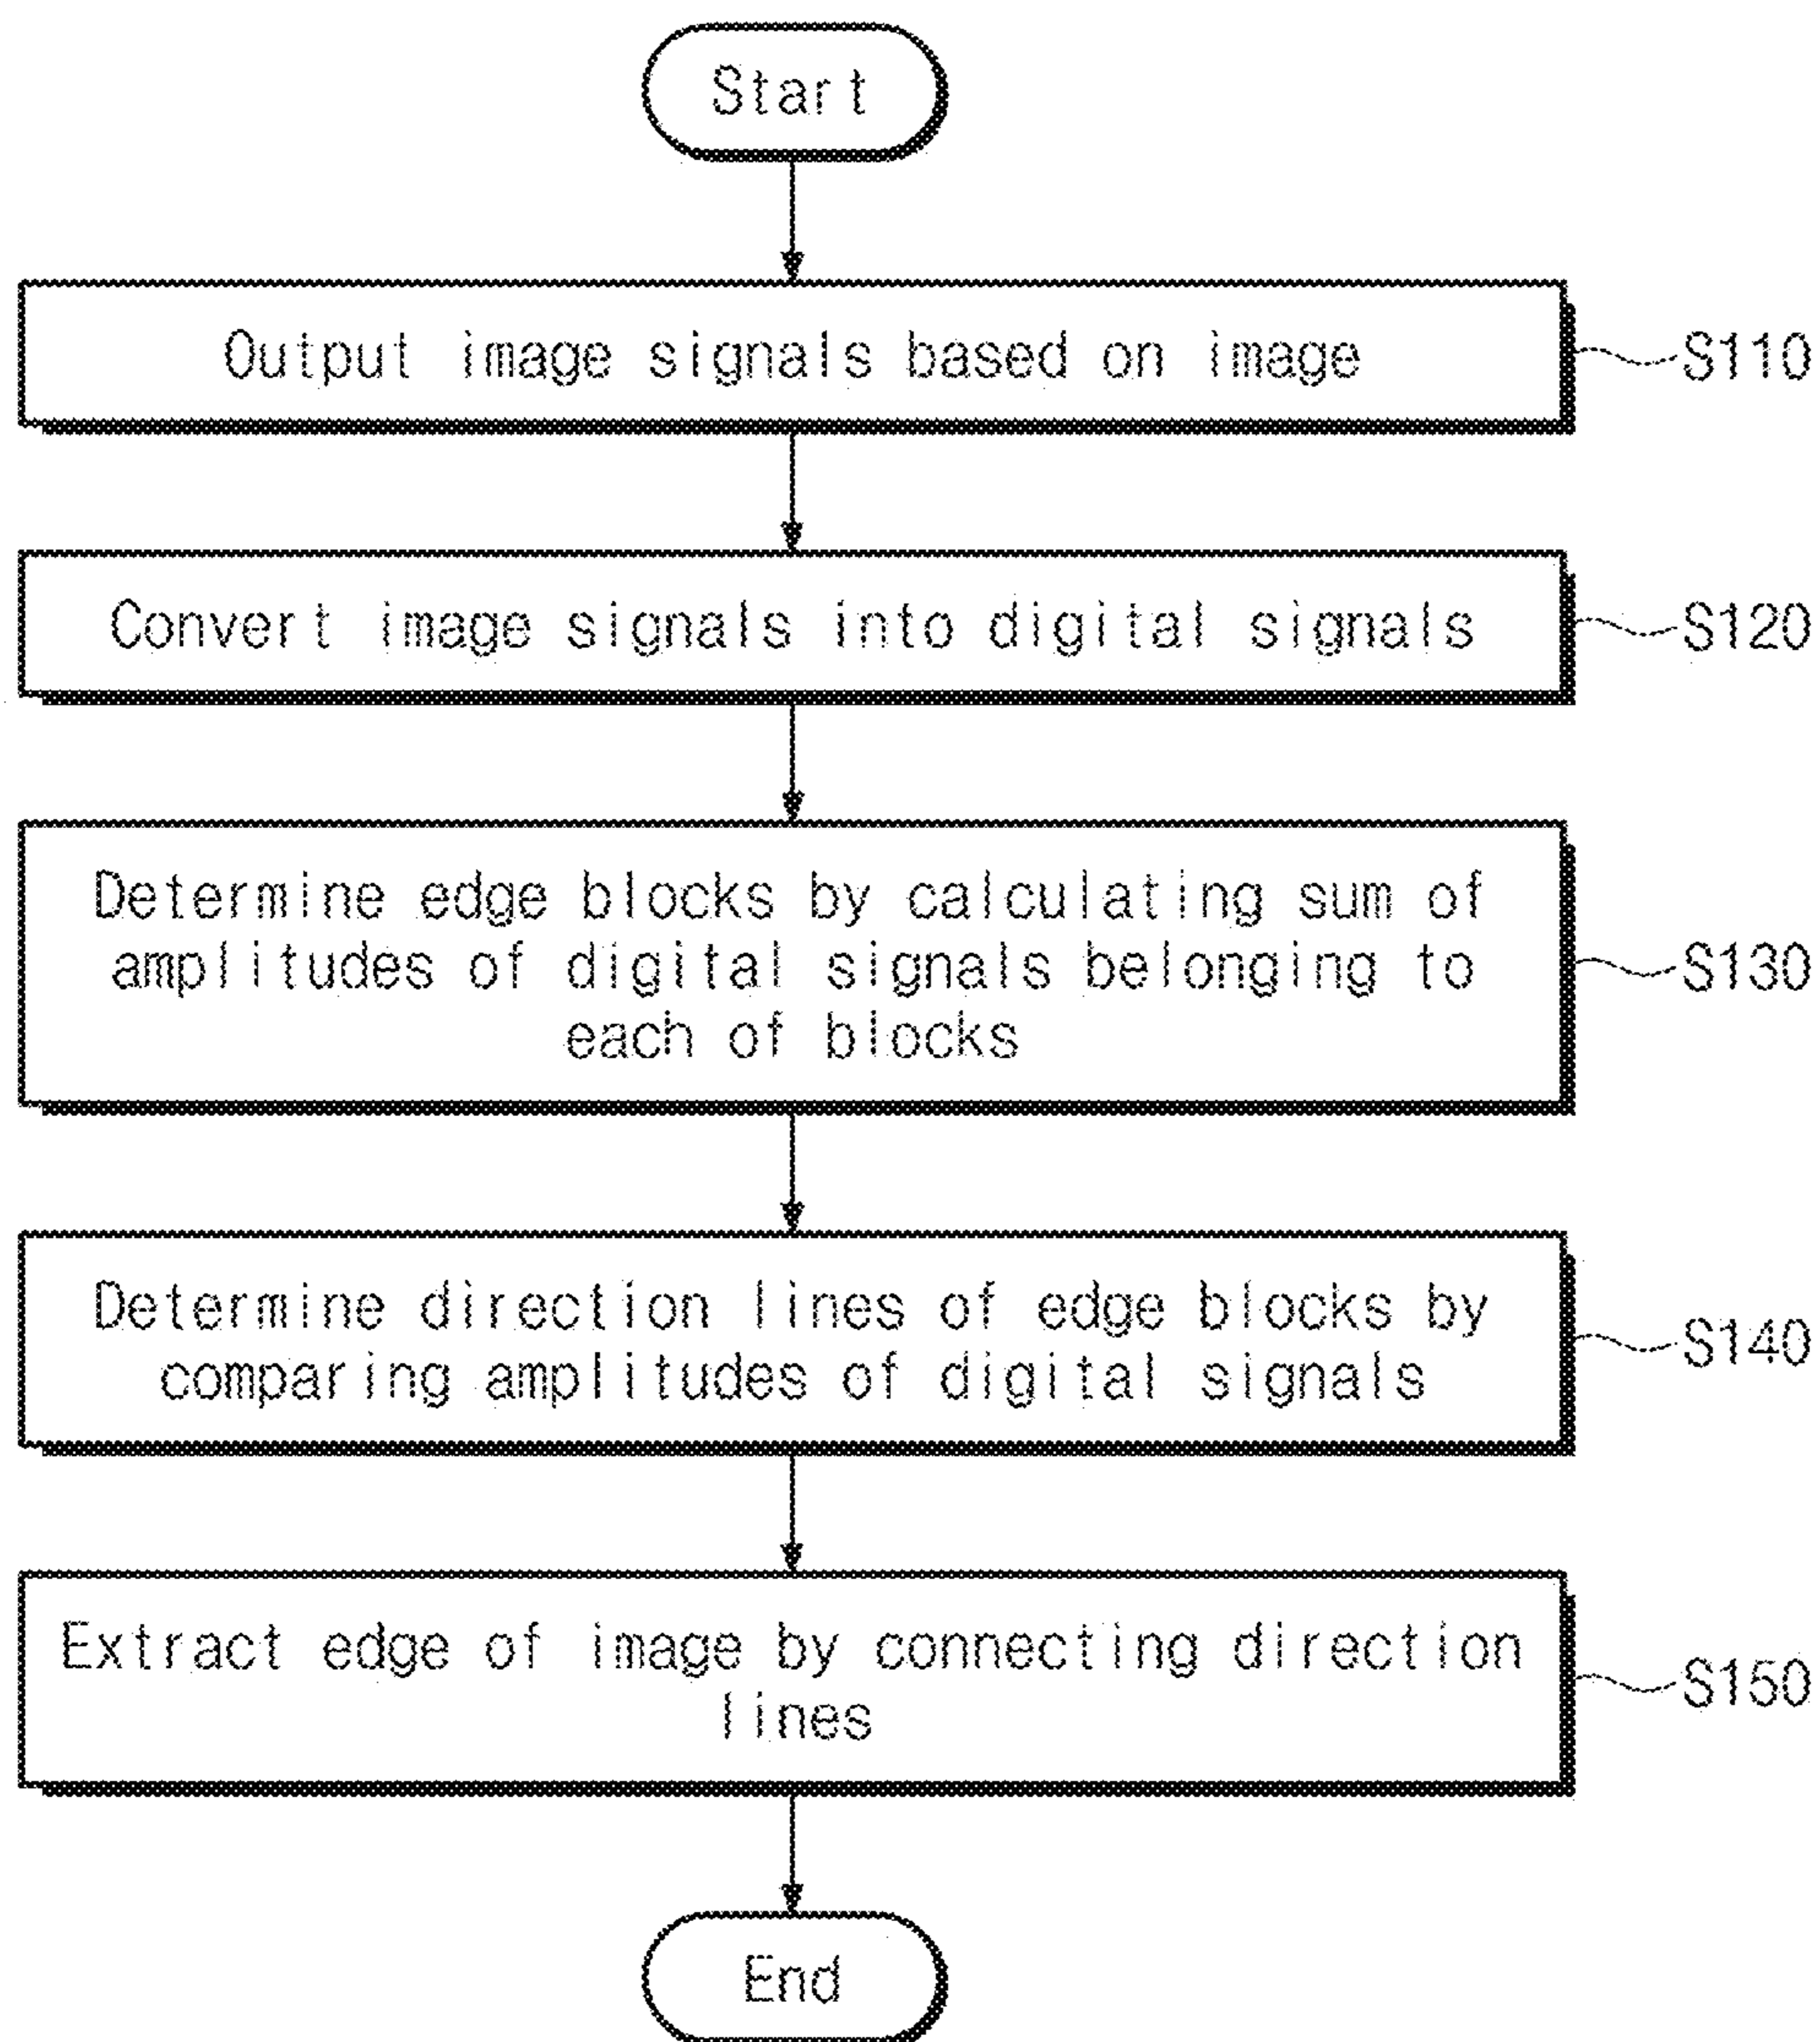 Start
Output image signals based on image
S110
Convert image signals into digital signals
S120
Determine edge blocks by calculating sum of
amplitudes of digital signals belonging to
each of blocks
S130
Determine direction lines of edge blocks by
comparing amplitudes of digital signals
S140
Extract edge of image by connecting direction
lines
S150
End